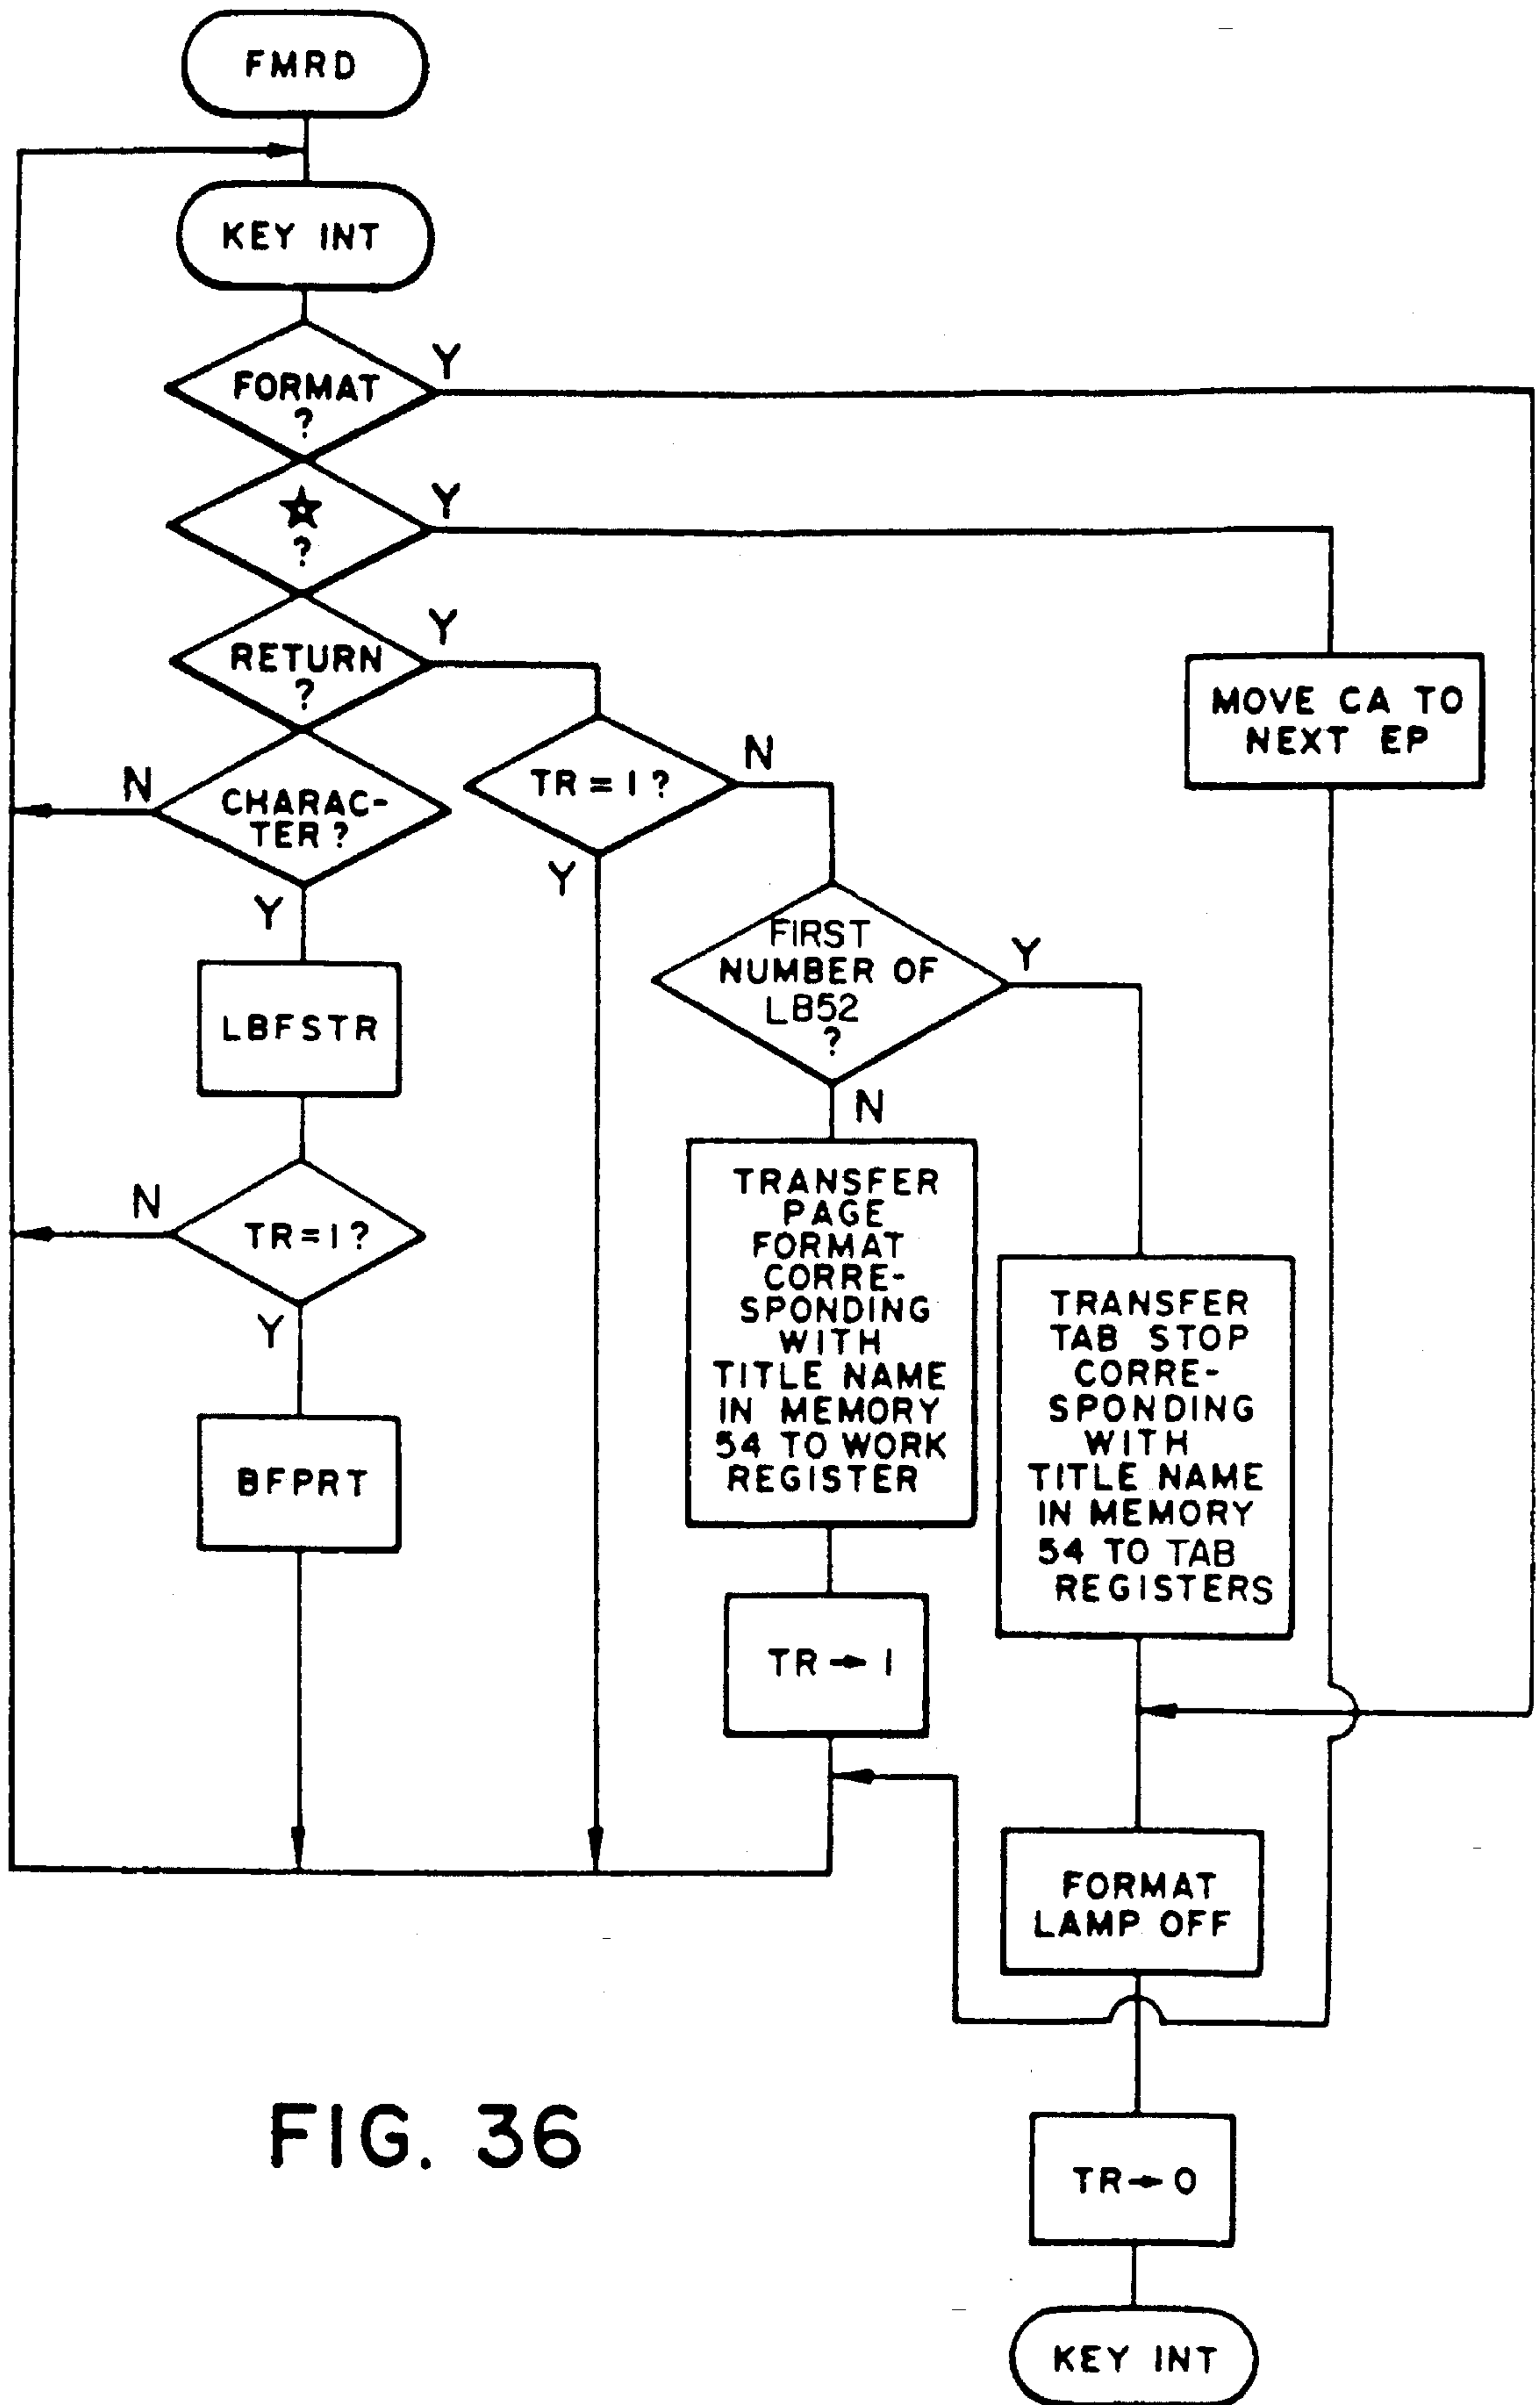 FMRD
KEY INT
FORMAT
?
Y
☆
?
Y
RETURN
?
Y
CHARAC-
TER?
N
Y
TR=1?
N
Y
MOVE CA TO
NEXT EP
FIRST
NUMBER OF
LB52
?
Y
N
LBFSTR
TR=1?
N
Y
BFPRT
TRANSFER
PAGE
FORMAT
CORRE-
SPONDING
WITH
TITLE NAME
IN MEMORY
54 TO WORK
REGISTER
TRANSFER
TAB STOP
CORRE-
SPONDING
WITH
TITLE NAME
IN MEMORY
54 TO TAB
REGISTERS
TR→1
FORMAT
LAMP OFF
TR→0
KEY INT
FIG. 36